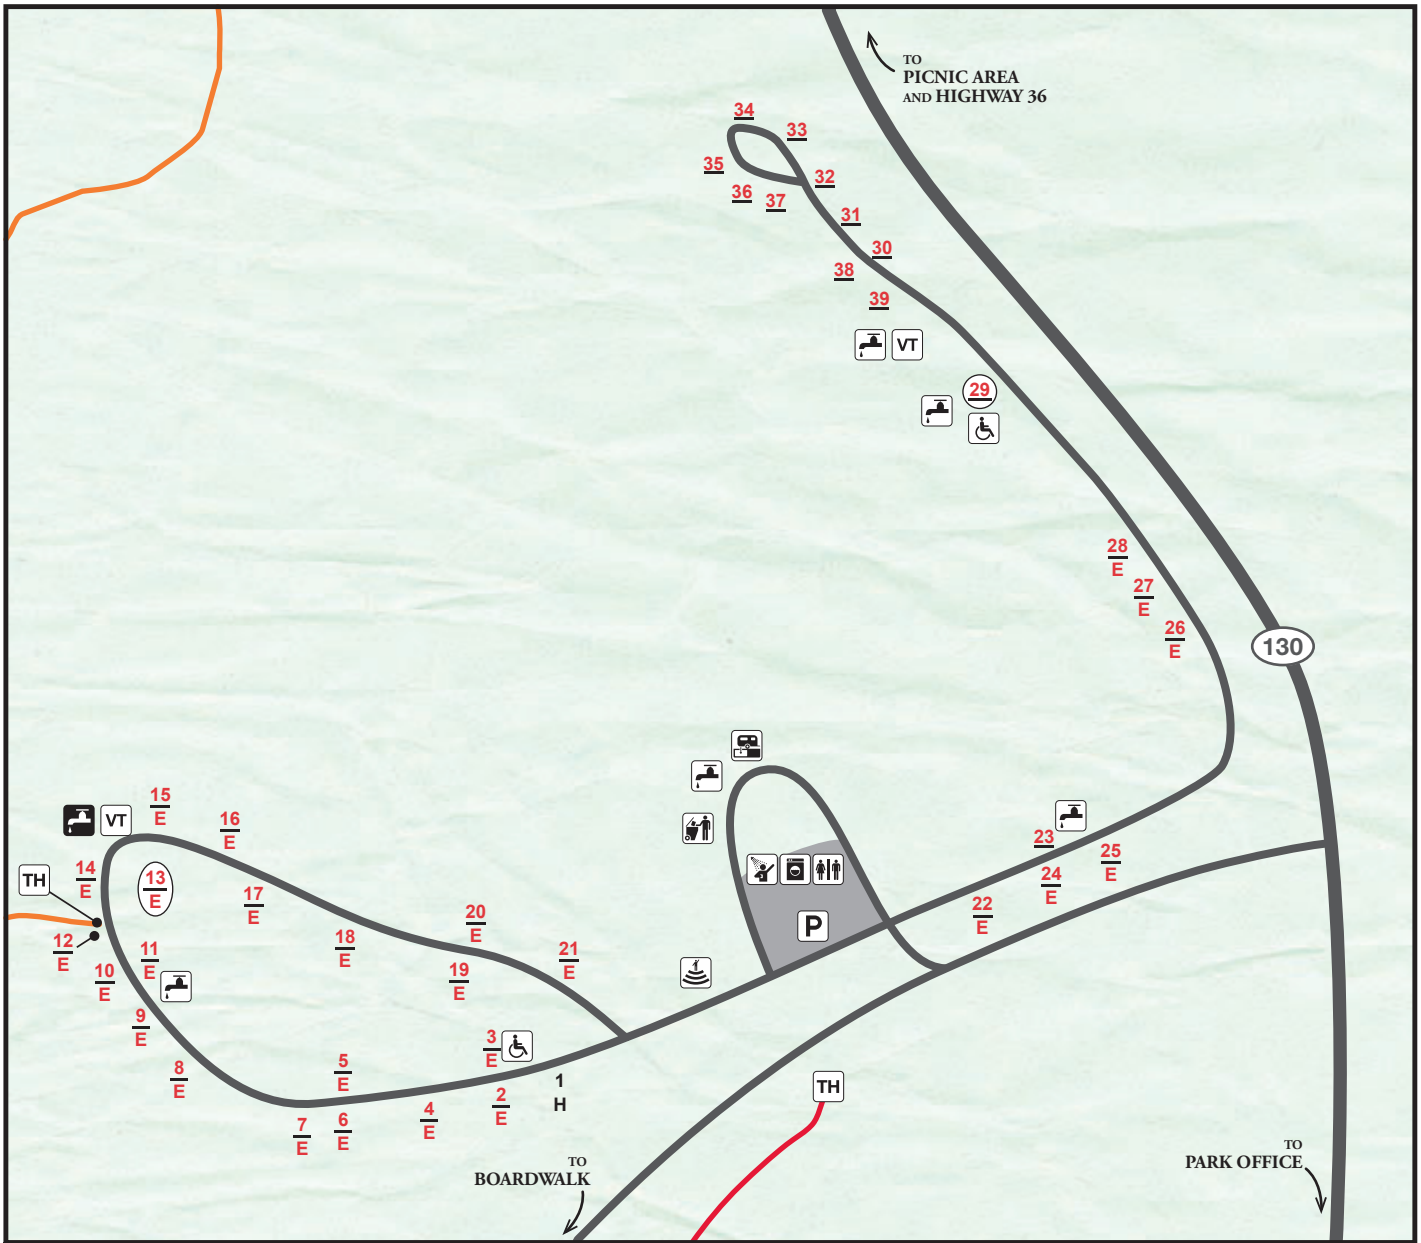 TO
PICNIC AREA
AND HIGHWAY 36
34
33
35
32
36
37
31
30
38
39
VT
29
28
E
27
E
26
E
130
15
E
16
E
VT
23
25
E
14
E
TH
13
E
17
E
24
E
22
E
P
20
E
18
E
21
E
12
E
11
E
10
E
19
E
9
E
3
E
5
E
8
E
1
H
2
E
4
E
6
E
7
E
TH
TO
BOARDWALK
TO
PARK OFFICE